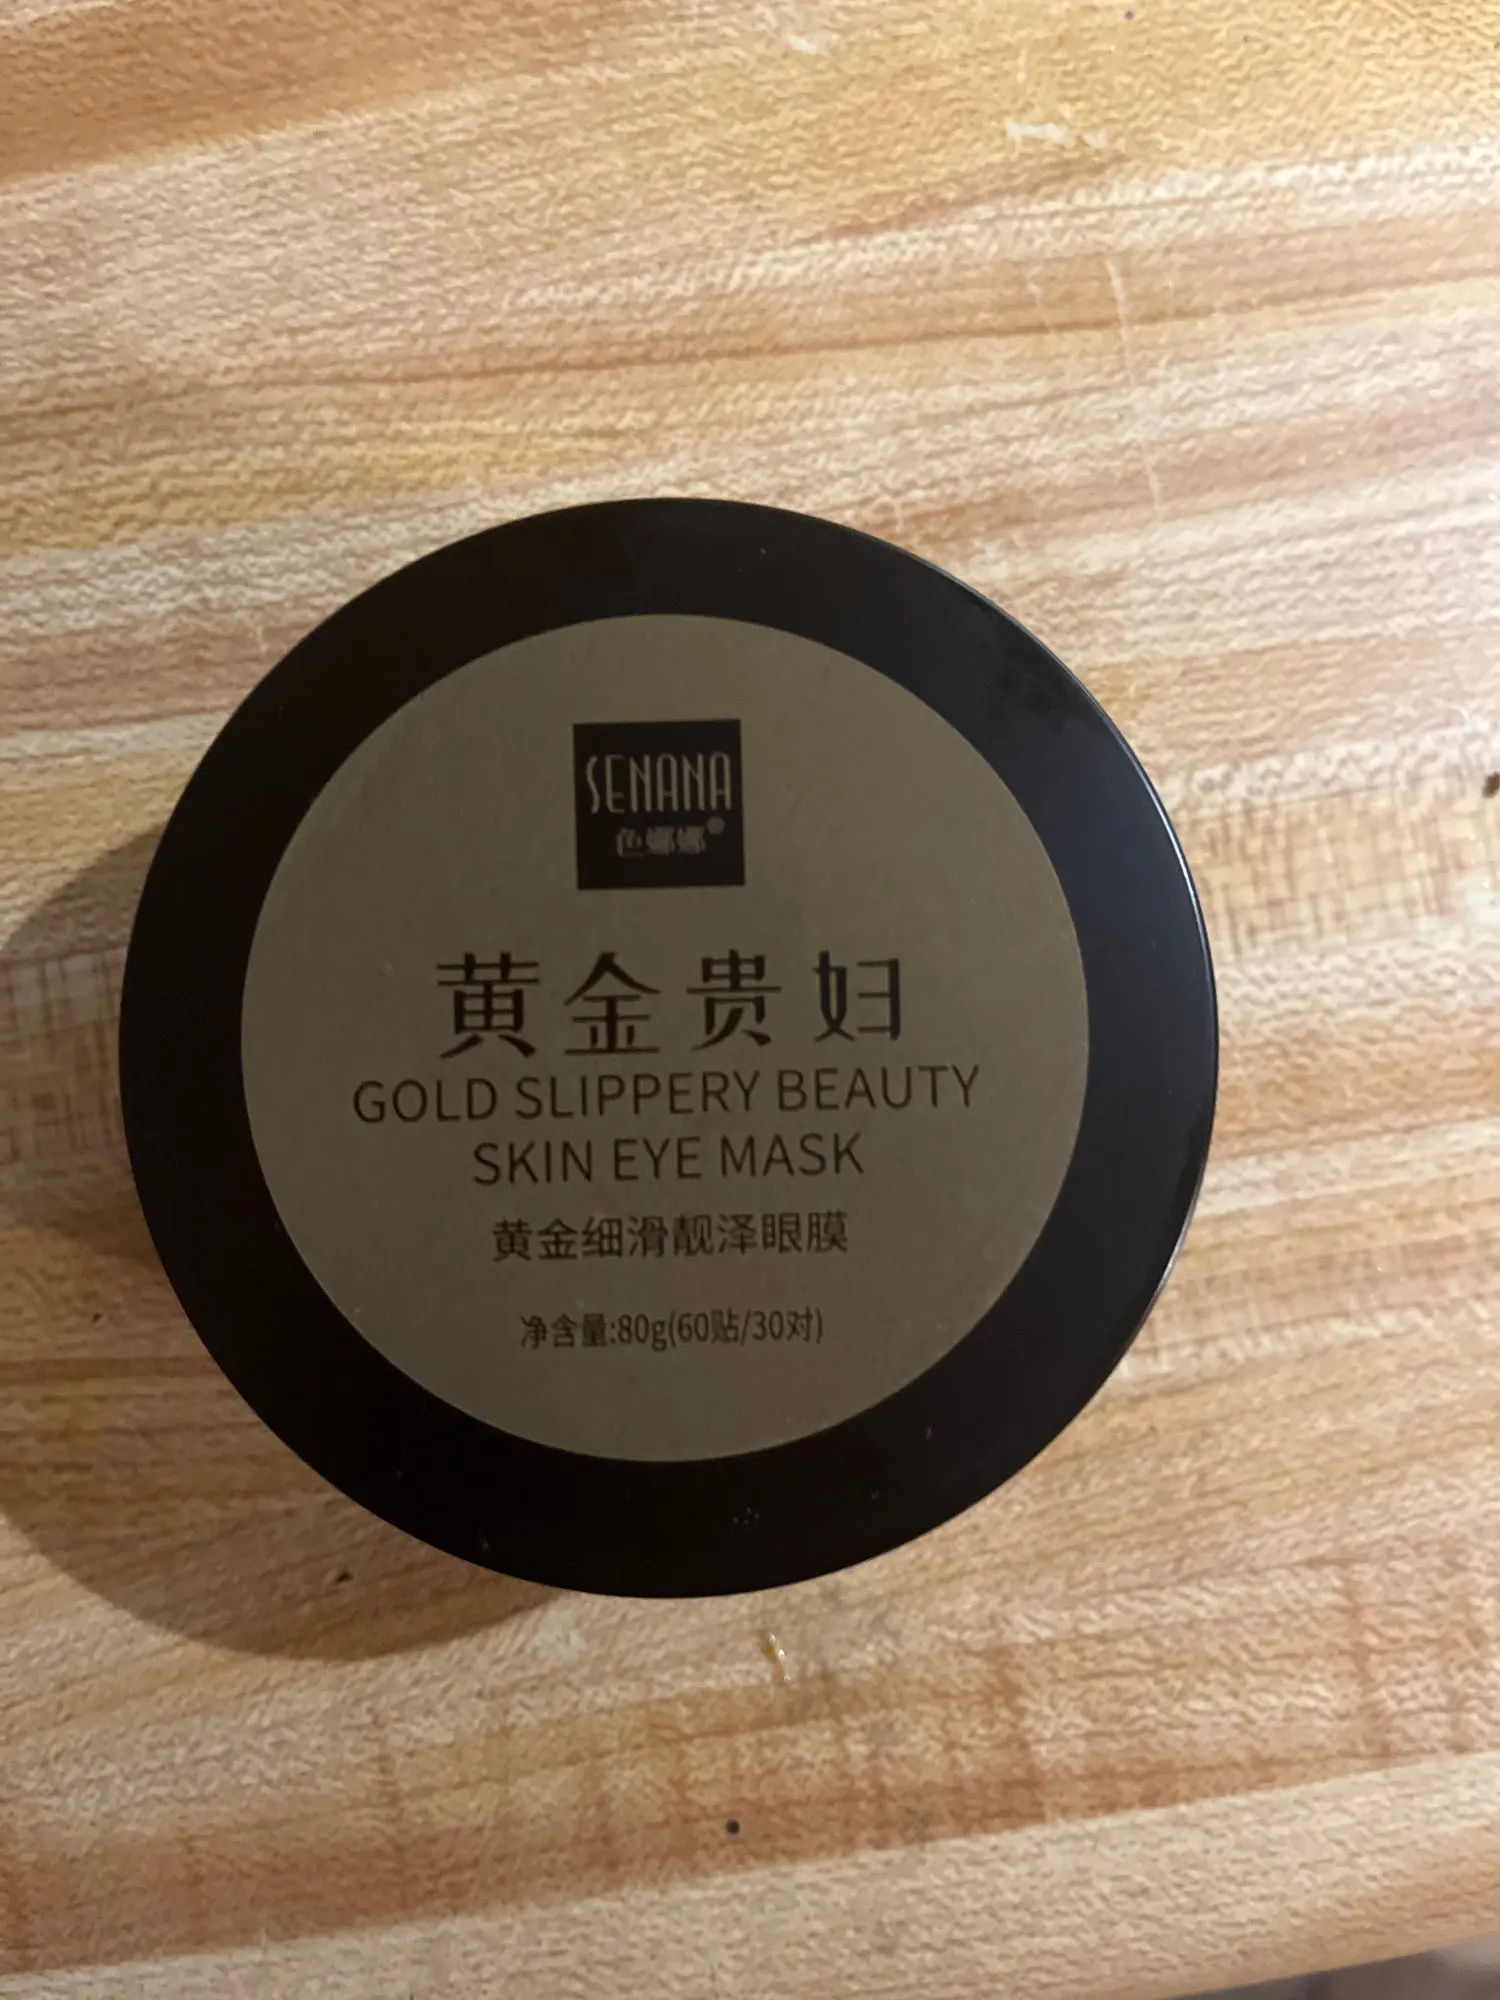 SENANA
色娜娜®
黄金贵妇
GOLD SLIPPERY BEAUTY
SKIN EYE MASK
黄金细滑靓泽眼膜
净含量:80g(60贴/30对)